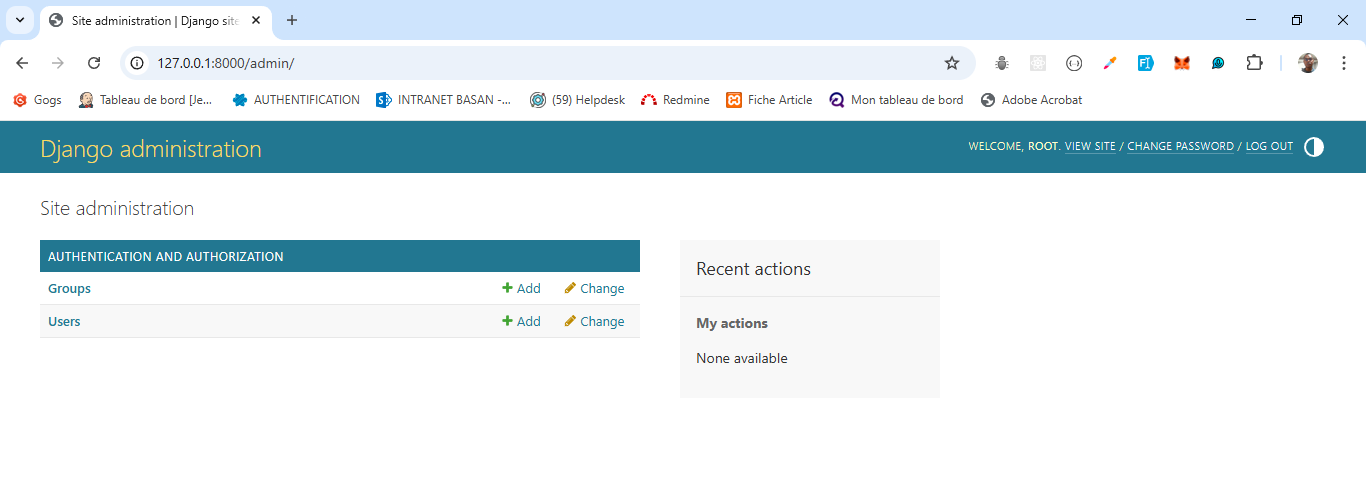 Site administration | Django site
127.0.0.1:8000/admin/
Gogs Tableau de bord [Je... AUTHENTIFICATION INTRANET BASAN -... (59) Helpdesk Redmine Fiche Article Mon tableau de bord Adobe Acrobat
Django administration
WELCOME, ROOT. VIEW SITE / CHANGE PASSWORD / LOG OUT
Site administration
AUTHENTICATION AND AUTHORIZATION
Groups Add Change
Users Add Change
Recent actions
My actions
None available